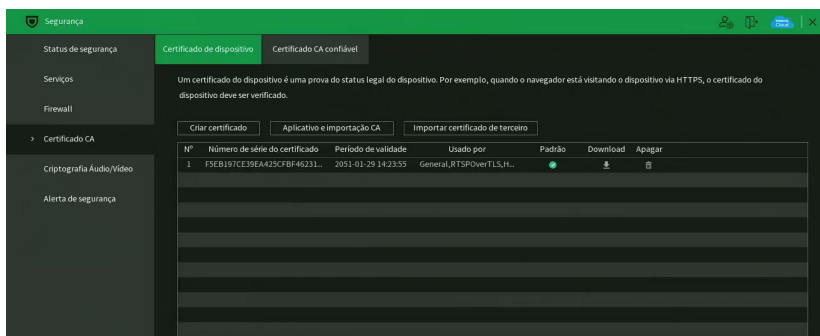 Segurança
Status de segurança
Serviços
Firewall
> Certificado CA
Criptografia Áudio/Vídeo
Alerta de segurança
Certificado de dispositivo Certificado CA confiável
Um certificado do dispositivo é uma prova do status legal do dispositivo. Por exemplo, quando o navegador está visitando o dispositivo via HTTPS, o certificado do
dispositivo deve ser verificado.
Criar certificado Aplicativo e importação CA Importar certificado de terceiro
Nº Número de série do certificado Período de validade Usado por Padrão Download Apagar
1 F5EB197CE39EA425CFBF46231... 2051-01-29 14:23:55 General,RTSPOverTLS,H...